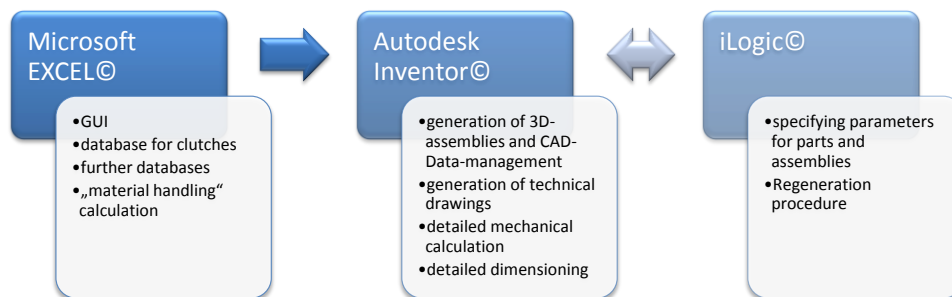 Microsoft
EXCEL©
•GUI
•database for clutches
•further databases
•„material handling“
calculation
Autodesk
Inventor©
•generation of 3D-
assemblies and CAD-
Data-management
•generation of technical
drawings
•detailed mechanical
calculation
•detailed dimensioning
iLogic©
•specifying parameters
for parts and
assemblies
•Regeneration
procedure